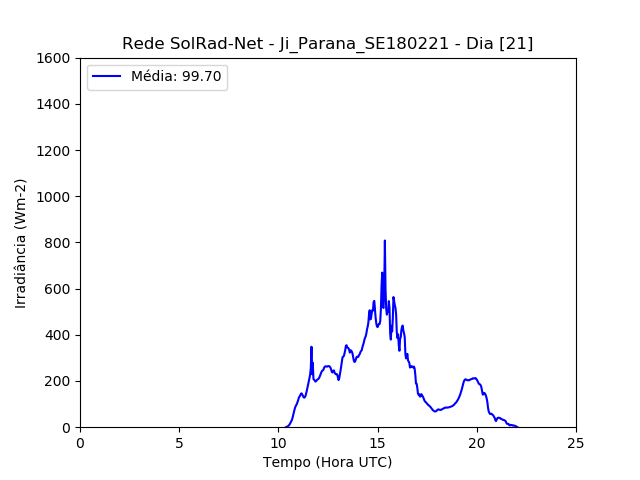 Rede SolRad-Net - Ji_Parana_SE180221 - Dia [21]
Média: 99.70
Irradiância (Wm-2)
1600
1400
1200
1000
800
600
400
200
0
0 5 10 15 20 25
Tempo (Hora UTC)